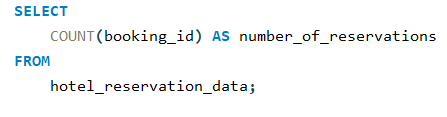 SELECT
    COUNT(booking_id) AS number_of_reservations
FROM
    hotel_reservation_data;